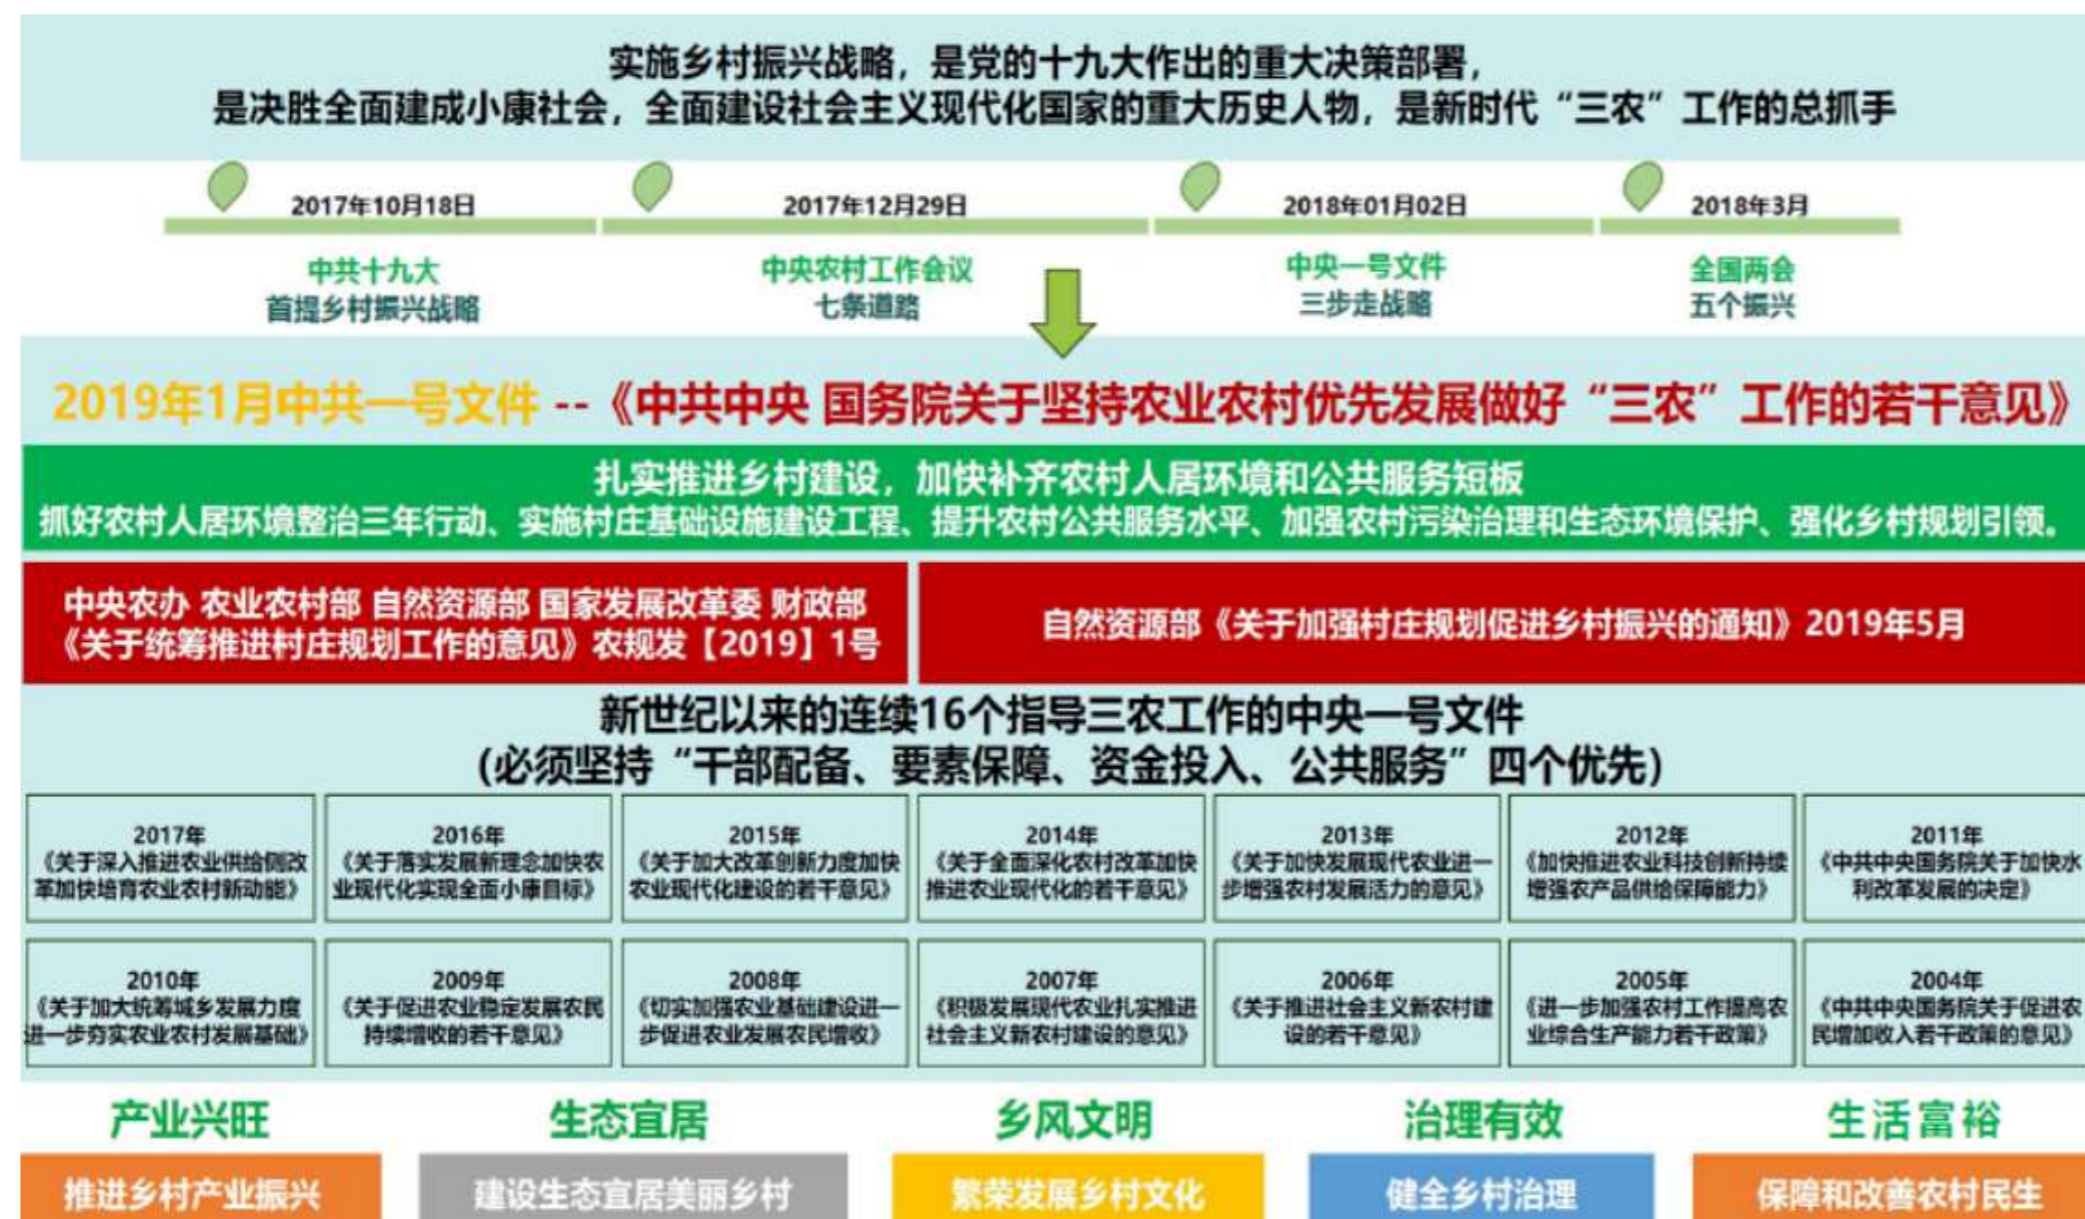 实施乡村振兴战略，是党的十九大作出的重大决策部署，
是决胜全面建成小康社会，全面建设社会主义现代化国家的重大历史人物，是新时代“三农”工作的总抓手
2017年10月18日
2017年12月29日
2018年01月02日
2018年3月
中共十九大
首提乡村振兴战略
中央农村工作会议
七条道路
中央一号文件
三步走战略
全国两会
五个振兴
2019年1月中共一号文件 --《中共中央 国务院关于坚持农业农村优先发展做好“三农”工作的若干意见》
扎实推进乡村建设，加快补齐农村人居环境和公共服务短板
抓好农村人居环境整治三年行动、实施村庄基础设施建设工程、提升农村公共服务水平、加强农村污染治理和生态环境保护、强化乡村规划引领。
中央农办 农业农村部 自然资源部 国家发展改革委 财政部
《关于统筹推进村庄规划工作的意见》农规发【2019】1号
自然资源部《关于加强村庄规划促进乡村振兴的通知》2019年5月
新世纪以来的连续16个指导三农工作的中央一号文件
(必须坚持“干部配备、要素保障、资金投入、公共服务”四个优先)
2017年
《关于深入推进农业供给侧改
革加快培育农业农村新动能》
2016年
《关于落实发展新理念加快农
业现代化实现全面小康目标》
2015年
《关于加大改革创新力度加快
农业现代化建设的若干意见》
2014年
《关于全面深化农村改革加快
推进农业现代化的若干意见》
2013年
《关于加快发展现代农业进一
步增强农村发展活力的意见》
2012年
《加快推进农业科技创新持续
增强农产品供给保障能力》
2011年
《中共中央国务院关于加快水
利改革发展的决定》
2010年
《关于加大统筹城乡发展力度
进一步夯实农业农村发展基础》
2009年
《关于促进农业稳定发展农民
持续增收的若干意见》
2008年
《切实加强农业基础建设进一
步促进农业发展农民增收》
2007年
《积极发展现代农业扎实推进
社会主义新农村建设的意见》
2006年
《关于推进社会主义新农村建
设的若干意见》
2005年
《进一步加强农村工作提高农
业综合生产能力若干政策》
2004年
《中共中央国务院关于促进农
民增加收入若干政策的意见》
产业兴旺
生态宜居
乡风文明
治理有效
生活富裕
推进乡村产业振兴
建设生态宜居美丽乡村
繁荣发展乡村文化
健全乡村治理
保障和改善农村民生